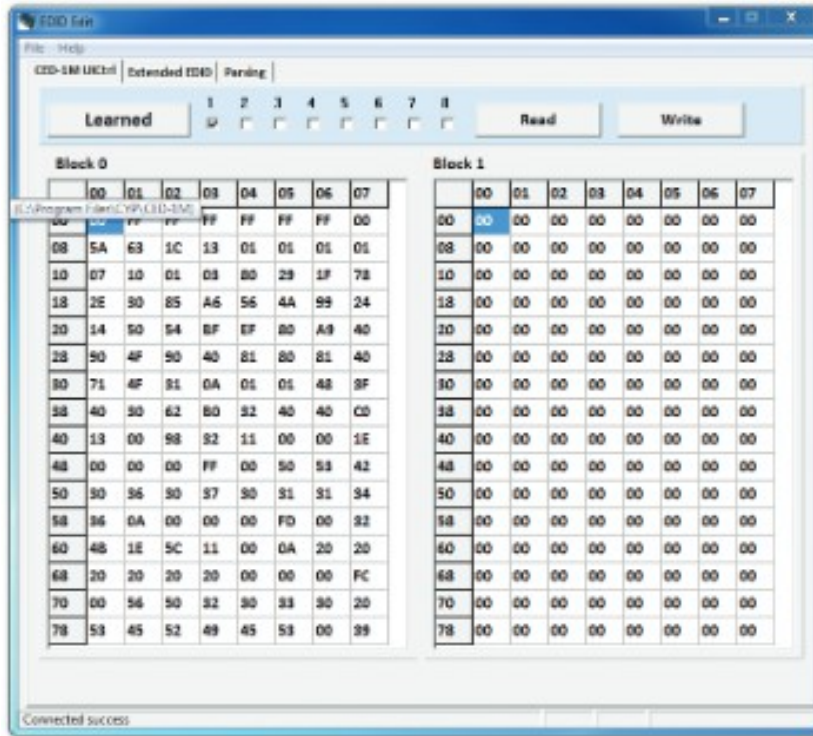 EDID Edit
File Help
CED-1M UICtrl Extended EDID Parsing
1 2 3 4 5 6 7 8
Learned Read Write
Block 0
00 01 02 03 04 05 06 07
[C:\Program Files\CYP\CED-1M]
00 00 FF FF FF FF FF FF 00
08 5A 63 1C 13 01 01 01 01
10 07 10 01 03 80 29 1F 78
18 2E 30 85 A6 56 4A 99 24
20 14 50 54 BF EF 80 A9 40
28 90 4F 90 40 81 80 81 40
30 71 4F 31 0A 01 01 48 3F
38 40 30 62 B0 32 40 40 C0
40 13 00 98 32 11 00 00 1E
48 00 00 00 FF 00 50 53 42
50 30 36 30 37 30 31 31 34
58 36 0A 00 00 00 FD 00 32
60 4B 1E 5C 11 00 0A 20 20
68 20 20 20 20 00 00 00 FC
70 00 56 50 32 30 33 30 20
78 53 45 52 49 45 53 00 39
Block 1
00 01 02 03 04 05 06 07
00 00 00 00 00 00 00 00 00
08 00 00 00 00 00 00 00 00
10 00 00 00 00 00 00 00 00
18 00 00 00 00 00 00 00 00
20 00 00 00 00 00 00 00 00
28 00 00 00 00 00 00 00 00
30 00 00 00 00 00 00 00 00
38 00 00 00 00 00 00 00 00
40 00 00 00 00 00 00 00 00
48 00 00 00 00 00 00 00 00
50 00 00 00 00 00 00 00 00
58 00 00 00 00 00 00 00 00
60 00 00 00 00 00 00 00 00
68 00 00 00 00 00 00 00 00
70 00 00 00 00 00 00 00 00
78 00 00 00 00 00 00 00 00
Connected success